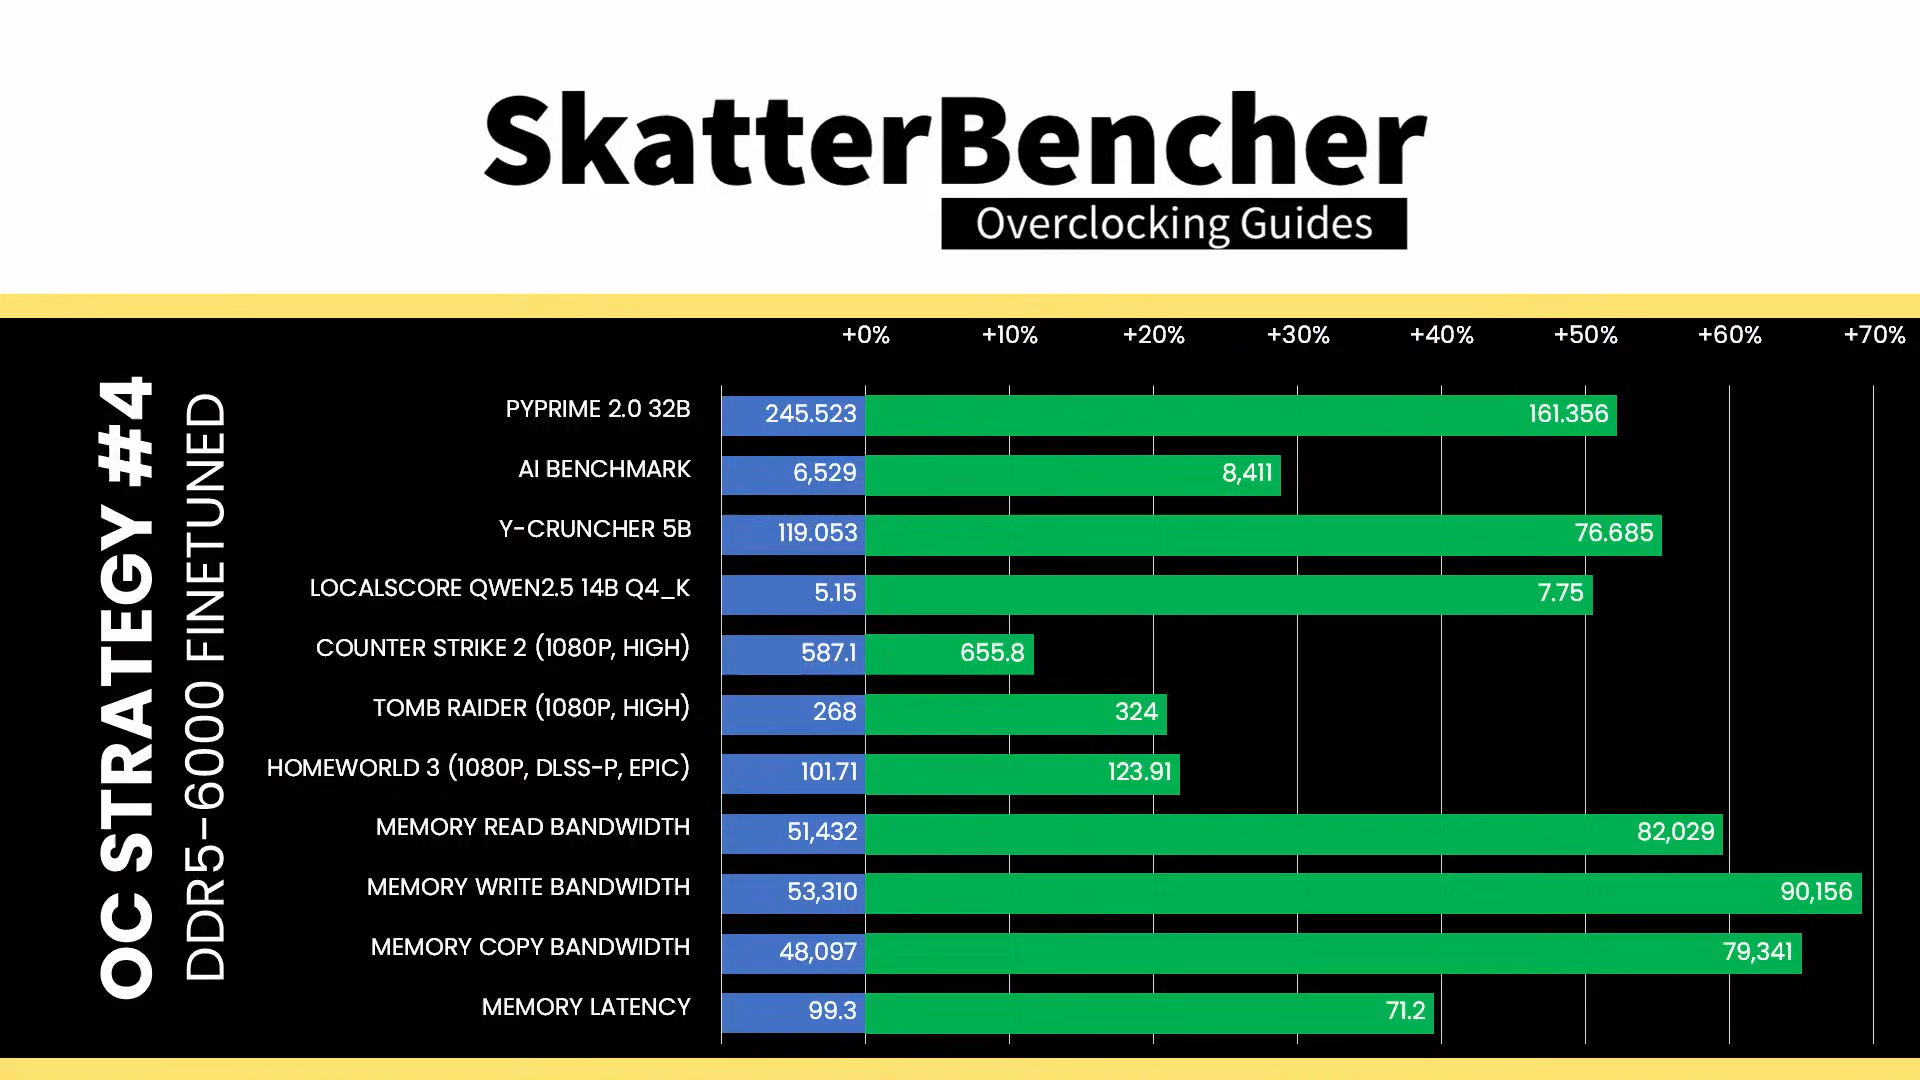 SkatterBencher
Overclocking Guides
OC STRATEGY #4
DDR5-6000 FINETUNED
+0% +10% +20% +30% +40% +50% +60% +70%
PYPRIME 2.0 32B 245.523 161.356
AI BENCHMARK 6,529 8,411
Y-CRUNCHER 5B 119.053 76.685
LOCALSCORE QWEN2.5 14B Q4_K 5.15 7.75
COUNTER STRIKE 2 (1080P, HIGH) 587.1 655.8
TOMB RAIDER (1080P, HIGH) 268 324
HOMEWORLD 3 (1080P, DLSS-P, EPIC) 101.71 123.91
MEMORY READ BANDWIDTH 51,432 82,029
MEMORY WRITE BANDWIDTH 53,310 90,156
MEMORY COPY BANDWIDTH 48,097 79,341
MEMORY LATENCY 99.3 71.2